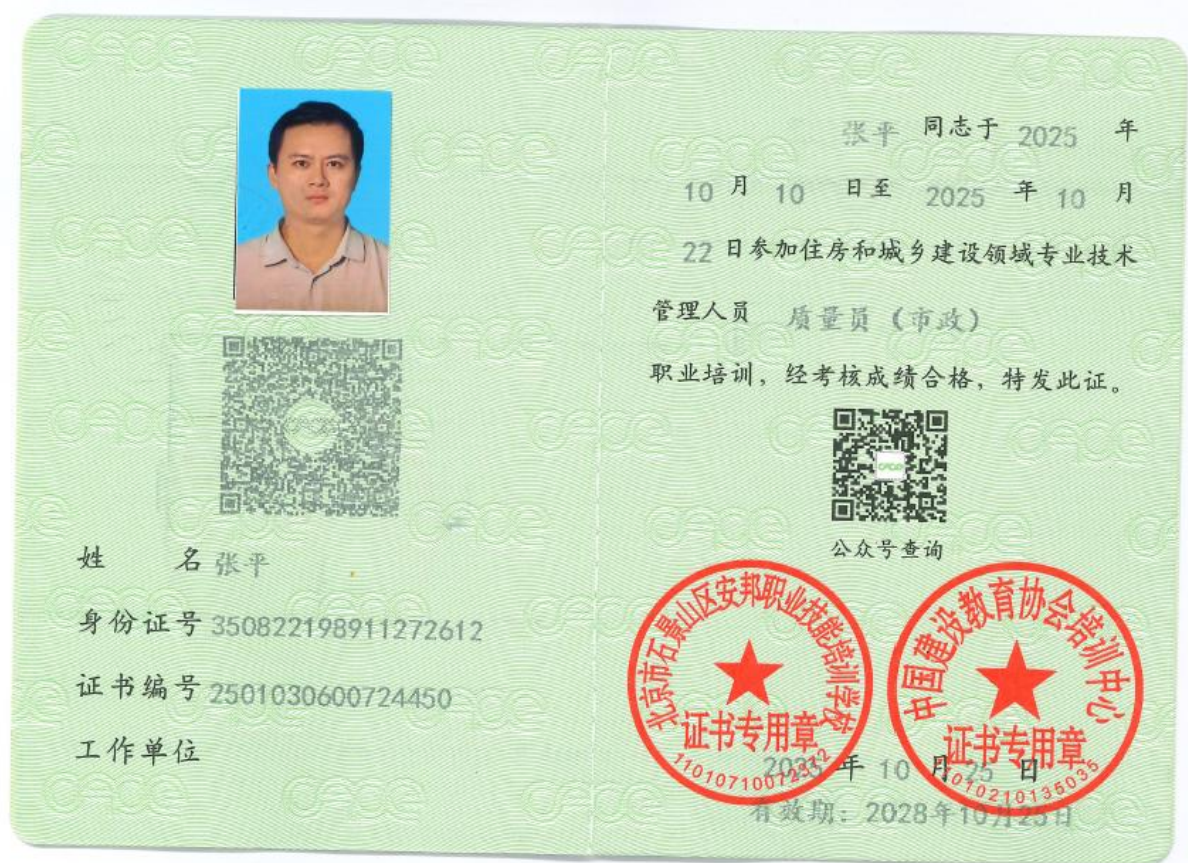 姓 名 张平
身份证号 350822198911272612
证书编号 2501030600724450
工作单位
张平 同志于 2025 年
10 月 10 日至 2025 年 10 月
22 日参加住房和城乡建设领域专业技术
管理人员 质量员（市政）
职业培训，经考核成绩合格，特发此证。
公众号查询
北京市石景山区安邦职业技能培训学校
证书专用章
中国建设教育协会培训中心
证书专用章
2025 年 10 月 25 日
有效期：2028年10月25日